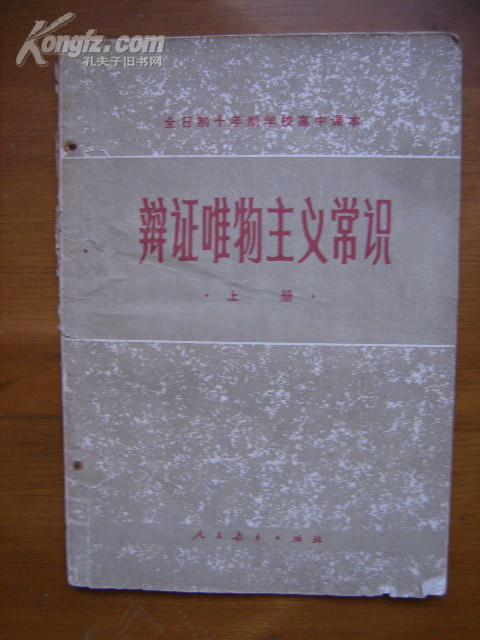 Kongfz.com
孔夫子旧书网
全日制十年制学校高中课本
辩证唯物主义常识
·上 册·
人民教育出版社